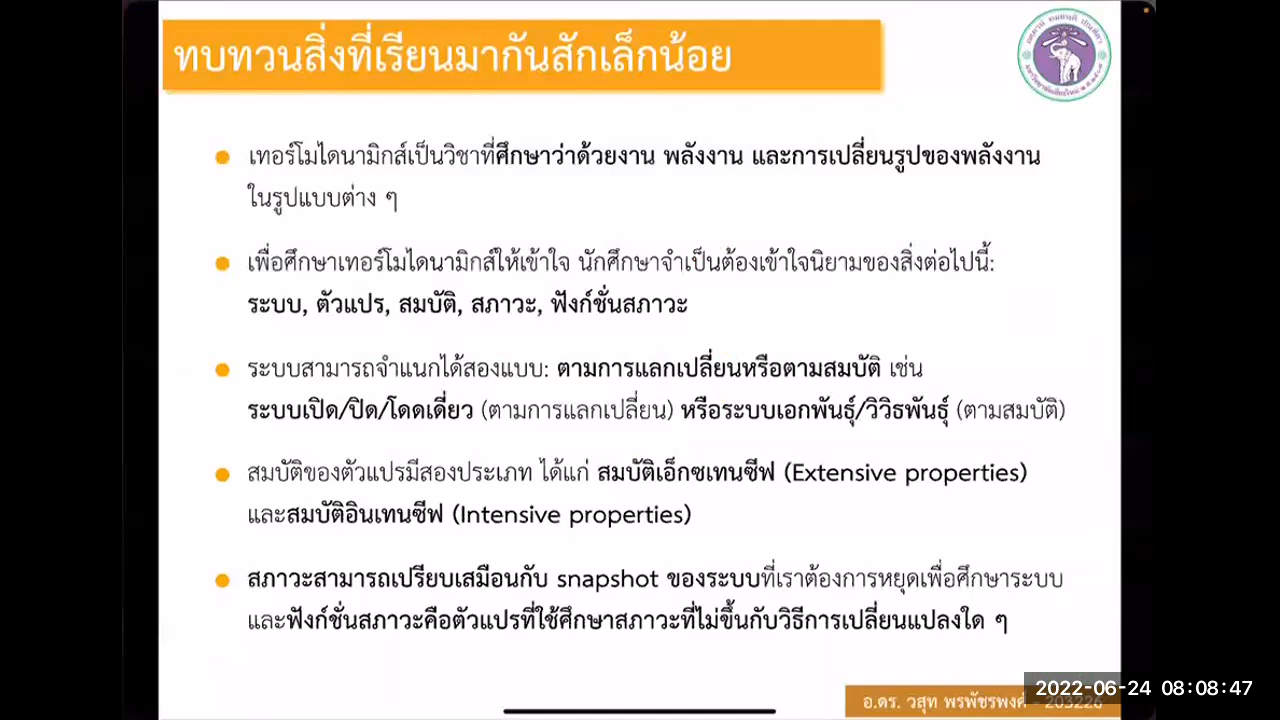 ทบทวนสิ่งที่เรียนมากันสักเล็กน้อย
เทอร์โมไดนามิกส์เป็นวิชาที่ศึกษาว่าด้วยงาน พลังงาน และการเปลี่ยนรูปของพลังงาน
ในรูปแบบต่าง ๆ
เพื่อศึกษาเทอร์โมไดนามิกส์ให้เข้าใจ นักศึกษาจำเป็นต้องเข้าใจนิยามของสิ่งต่อไปนี้:
ระบบ, ตัวแปร, สมบัติ, สภาวะ, ฟังก์ชั่นสภาวะ
ระบบสามารถจำแนกได้สองแบบ: ตามการแลกเปลี่ยนหรือตามสมบัติ เช่น
ระบบเปิด/ปิด/โดดเดี่ยว (ตามการแลกเปลี่ยน) หรือระบบเอกพันธุ์/วิวิธพันธุ์ (ตามสมบัติ)
สมบัติของตัวแปรมีสองประเภท ได้แก่ สมบัติเอ็กซเทนซีฟ (Extensive properties)
และสมบัติอินเทนซีฟ (Intensive properties)
สภาวะสามารถเปรียบเสมือนกับ snapshot ของระบบที่เราต้องการหยุดเพื่อศึกษาระบบ
และฟังก์ชั่นสภาวะคือตัวแปรที่ใช้ศึกษาสภาวะที่ไม่ขึ้นกับวิธีการเปลี่ยนแปลงใด ๆ
2022-06-24 08:08:47
อ.ดร. วสุท พรพัชรพงศ์ - 203226